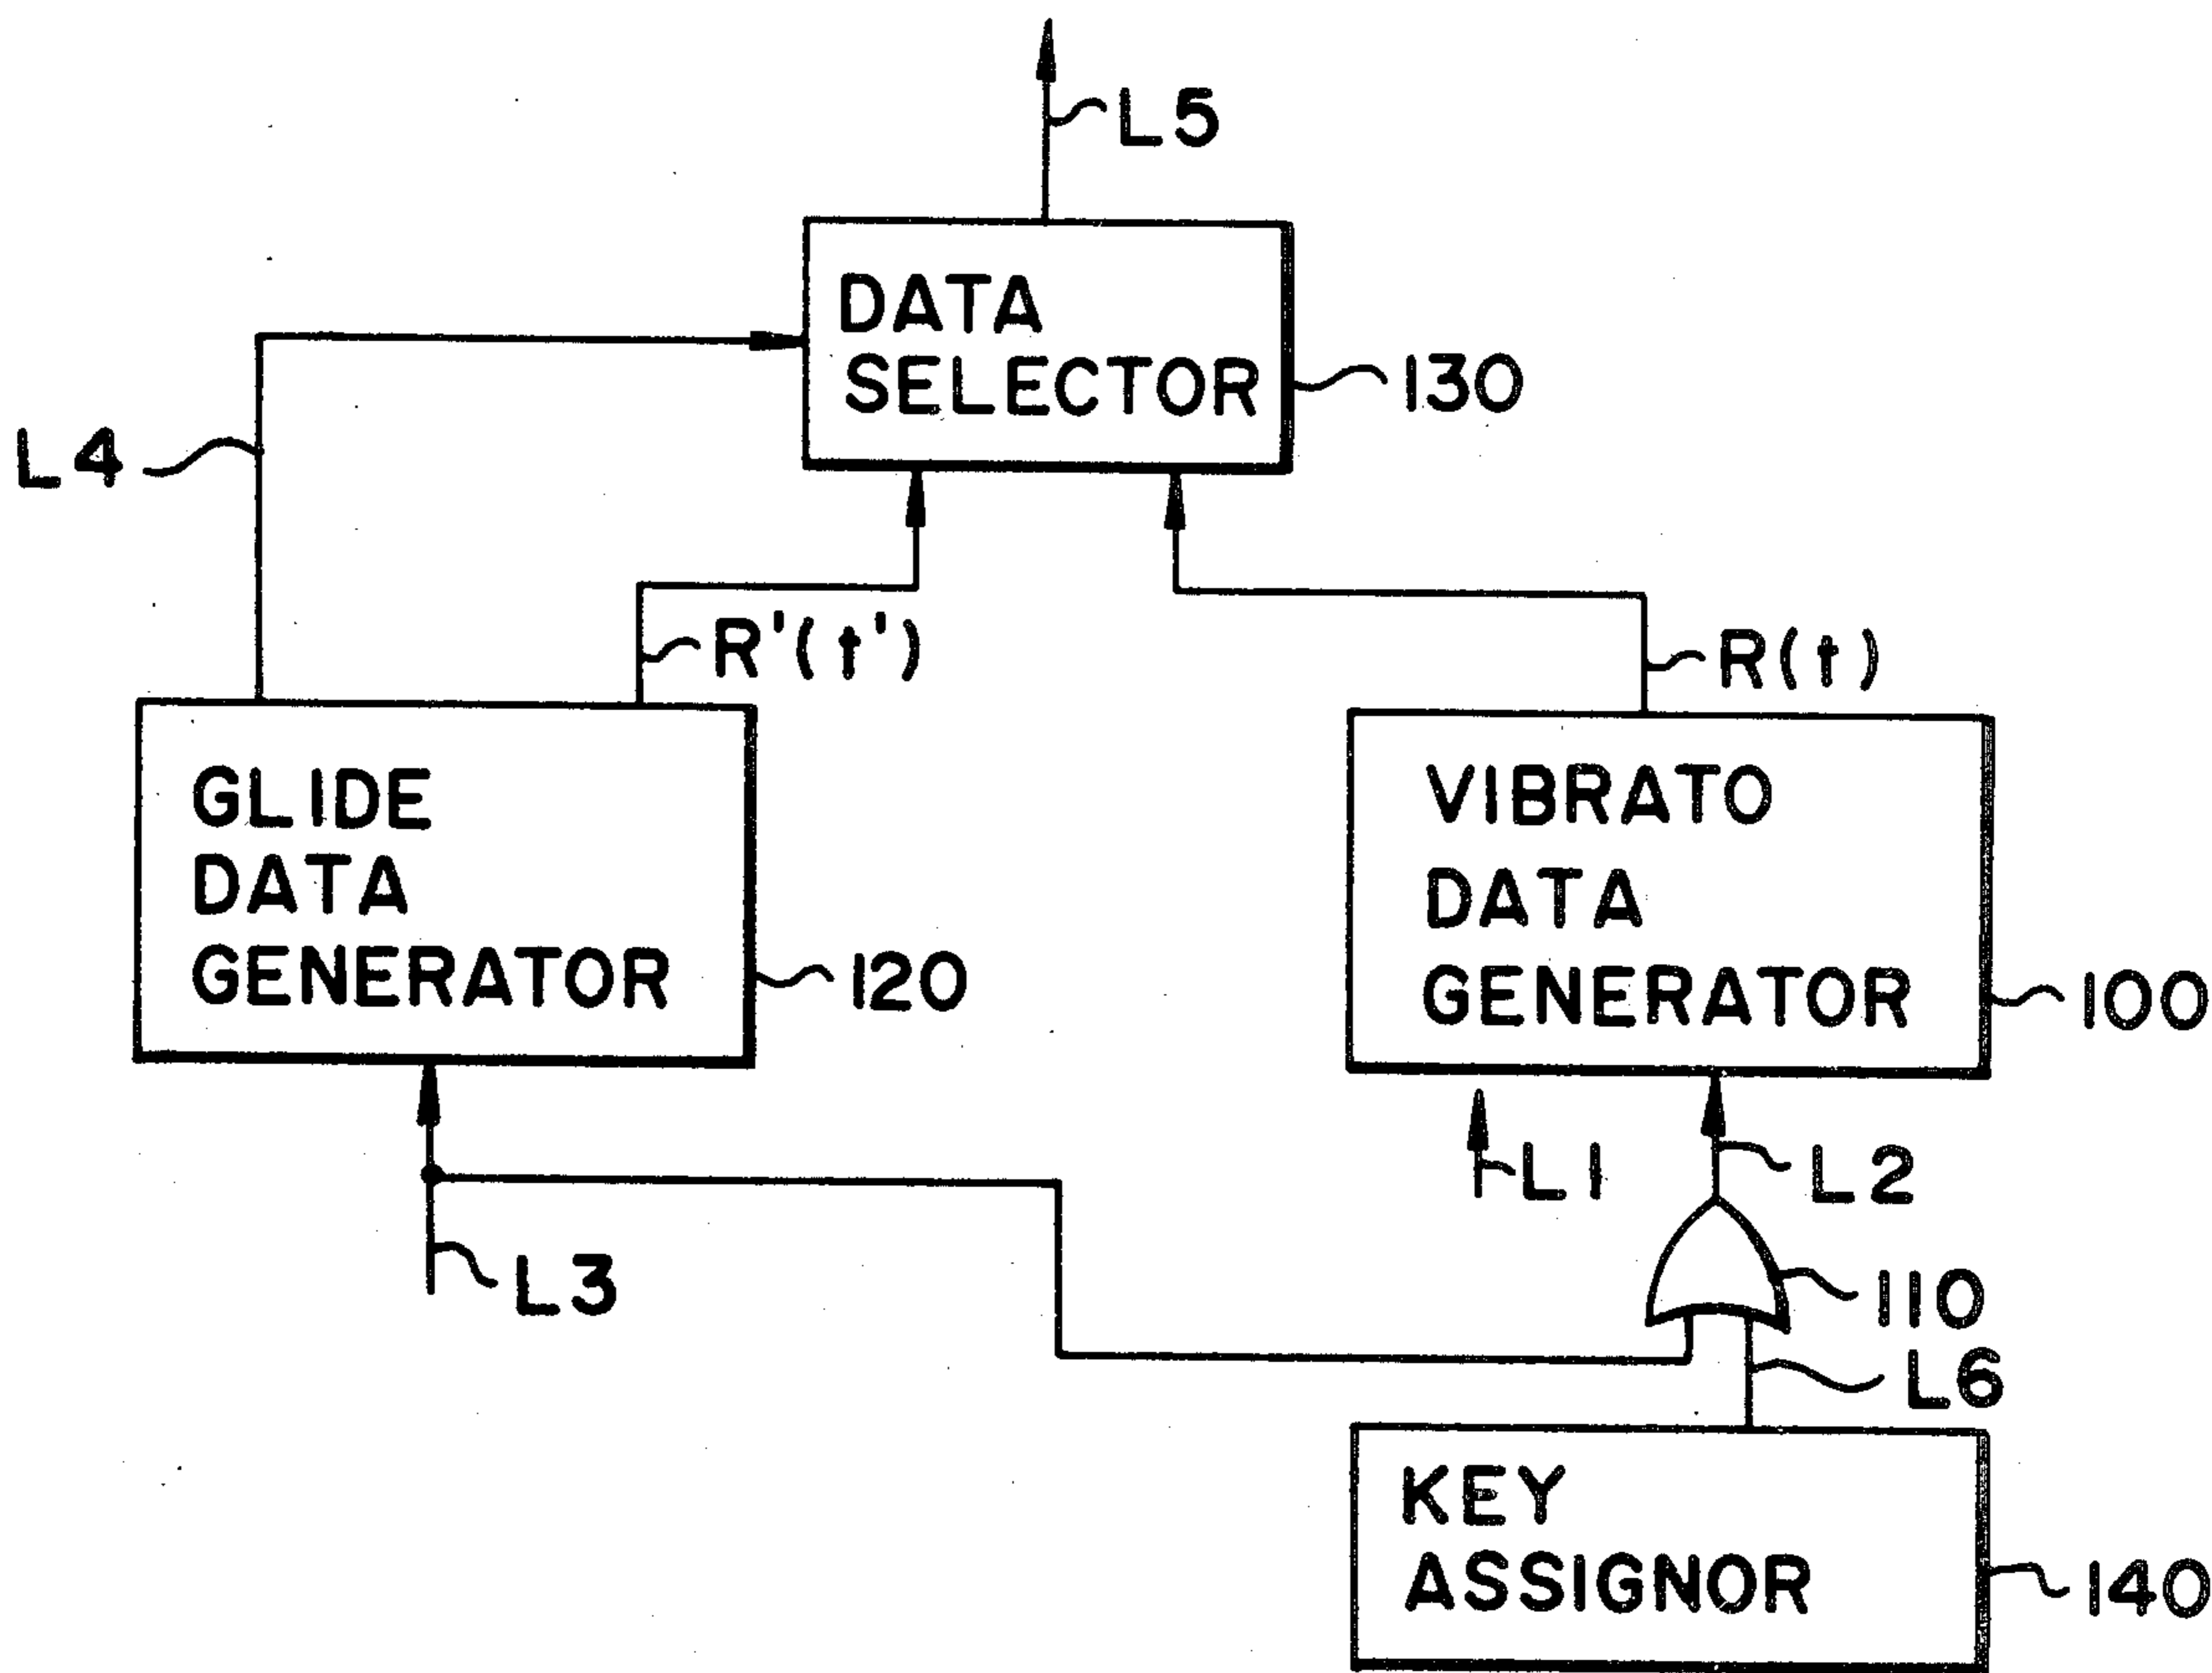 L5
DATA
SELECTOR
130
L4
R'(t')
R(t)
GLIDE
DATA
GENERATOR
120
VIBRATO
DATA
GENERATOR
100
L1
L2
L3
110
L6
KEY
ASSIGNOR
140